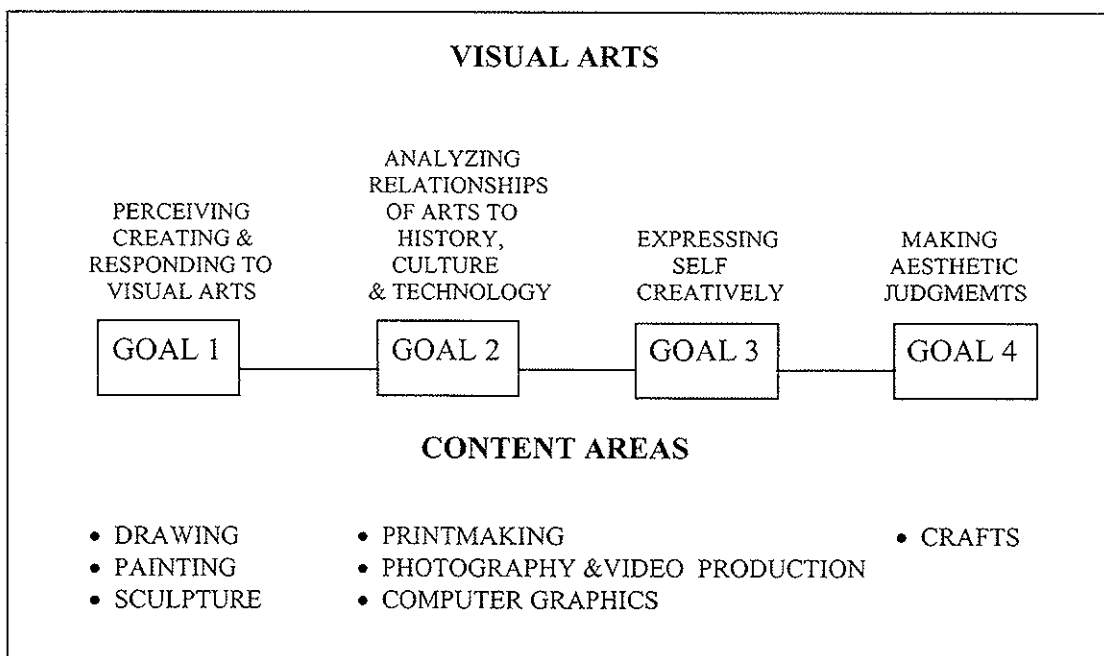 VISUAL ARTS
PERCEIVING
CREATING &
RESPONDING TO
VISUAL ARTS
GOAL 1
ANALYZING
RELATIONSHIPS
OF ARTS TO
HISTORY,
CULTURE
& TECHNOLOGY
GOAL 2
EXPRESSING
SELF
CREATIVELY
GOAL 3
MAKING
AESTHETIC
JUDGMEMTS
GOAL 4
CONTENT AREAS
• DRAWING
• PAINTING
• SCULPTURE
• PRINTMAKING
• PHOTOGRAPHY &VIDEO PRODUCTION
• COMPUTER GRAPHICS
• CRAFTS